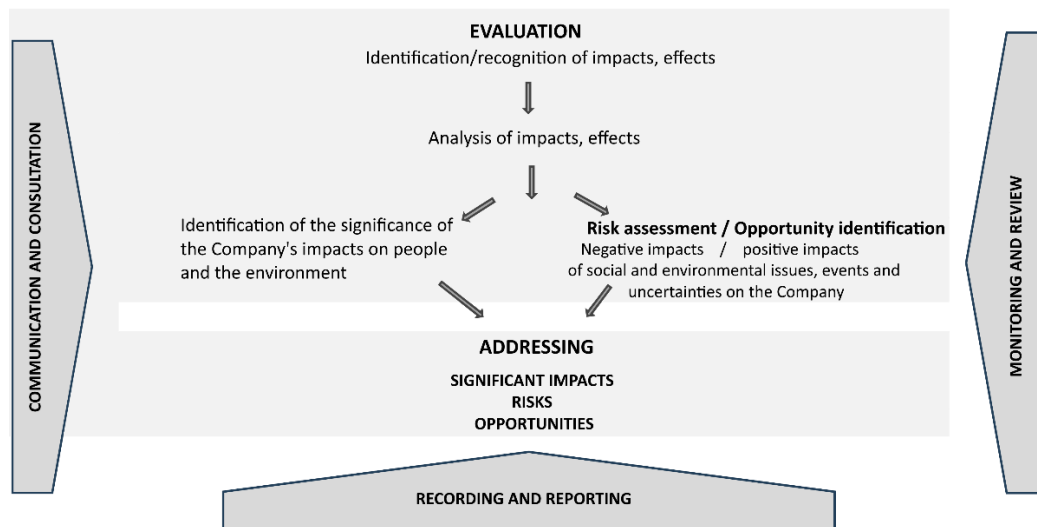 EVALUATION
Identification/recognition of impacts, effects
Analysis of impacts, effects
Identification of the significance of
the Company's impacts on people
and the environment
Risk assessment / Opportunity identification
Negative impacts / positive impacts
of social and environmental issues, events and
uncertainties on the Company
ADDRESSING
SIGNIFICANT IMPACTS
RISKS
OPPORTUNITIES
COMMUNICATION AND CONSULTATION
MONITORING AND REVIEW
RECORDING AND REPORTING